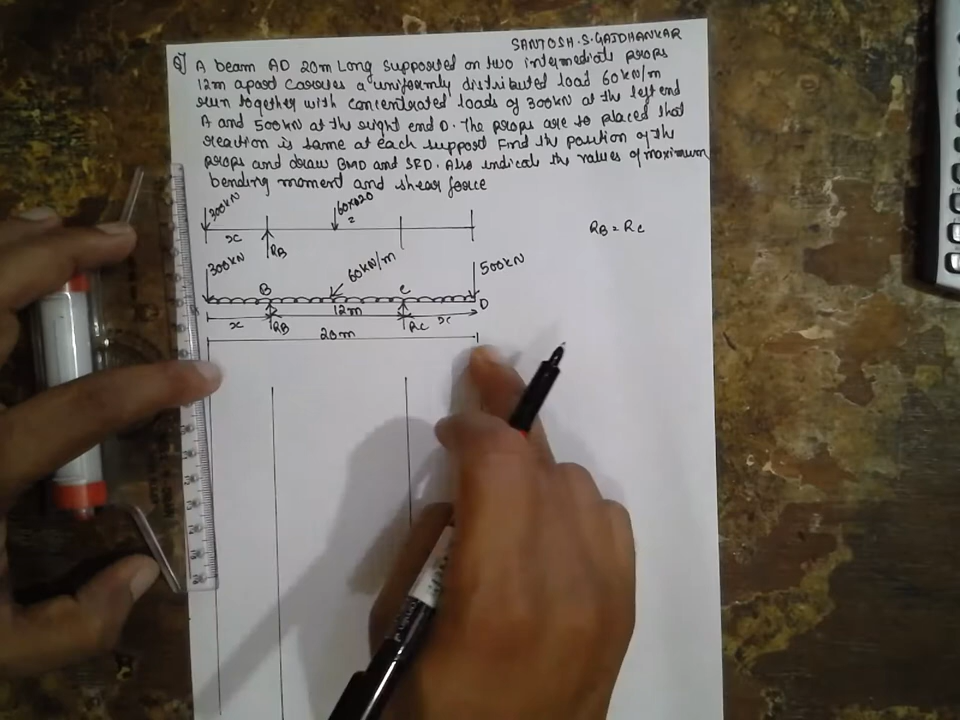 SANTOSH.S.GAJDHANKAR
Q] A beam AD 20m Long supported on two intermediate props
12m apart carries a uniformly distributed load 60kN/m
run together with concentrated loads of 300kN at the left end
A and 500kN at the right end D. The props are to placed that
reaction is same at each support Find the position of the
props and draw BMD and SFD. Also indicate the values of maximum
bending moment and shear force
300kN
60×20
=
x
RB
RB = RC
300kN
60kN/m
500kN
B
C
D
12m
x
RB
RC
x
20m